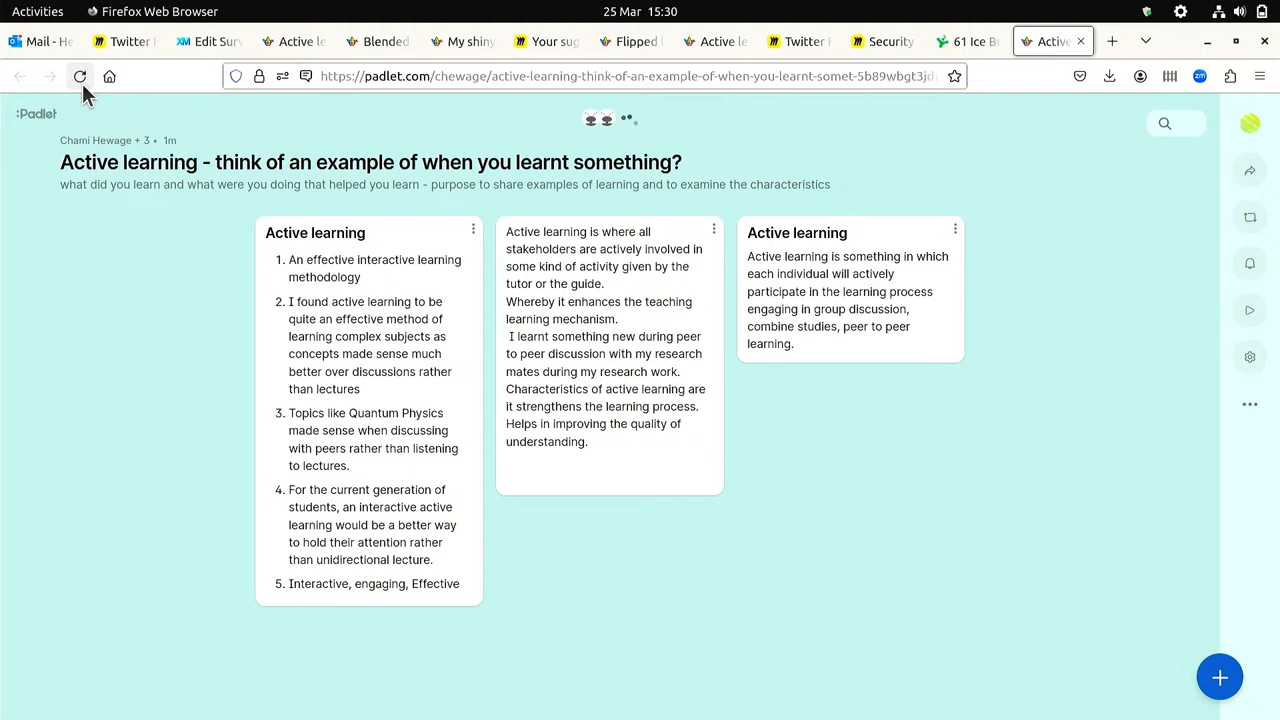 Activities
Firefox Web Browser
25 Mar 15:30
Mail - He
Twitter
Edit Sur
Active le
Blended
My shiny
Your sug
Flipped
Active le
Twitter
Security
61 Ice B
Active
zm
https://padlet.com/chewage/active-learning-think-of-an-example-of-when-you-learnt-somet-5b89wbgt3jd
:Padlet
Chami Hewage + 3 • 1m
Active learning - think of an example of when you learnt something?
what did you learn and what were you doing that helped you learn - purpose to share examples of learning and to examine the characteristics
Active learning
1. An effective interactive learning
methodology
2. I found active learning to be
quite an effective method of
learning complex subjects as
concepts made sense much
better over discussions rather
than lectures
3. Topics like Quantum Physics
made sense when discussing
with peers rather than listening
to lectures.
4. For the current generation of
students, an interactive active
learning would be a better way
to hold their attention rather
than unidirectional lecture.
5. Interactive, engaging, Effective
Active learning is where all
stakeholders are actively involved in
some kind of activity given by the
tutor or the guide.
Whereby it enhances the teaching
learning mechanism.
I learnt something new during peer
to peer discussion with my research
mates during my research work.
Characteristics of active learning are
it strengthens the learning process.
Helps in improving the quality of
understanding.
Active learning
Active learning is something in which
each individual will actively
participate in the learning process
engaging in group discussion,
combine studies, peer to peer
learning.